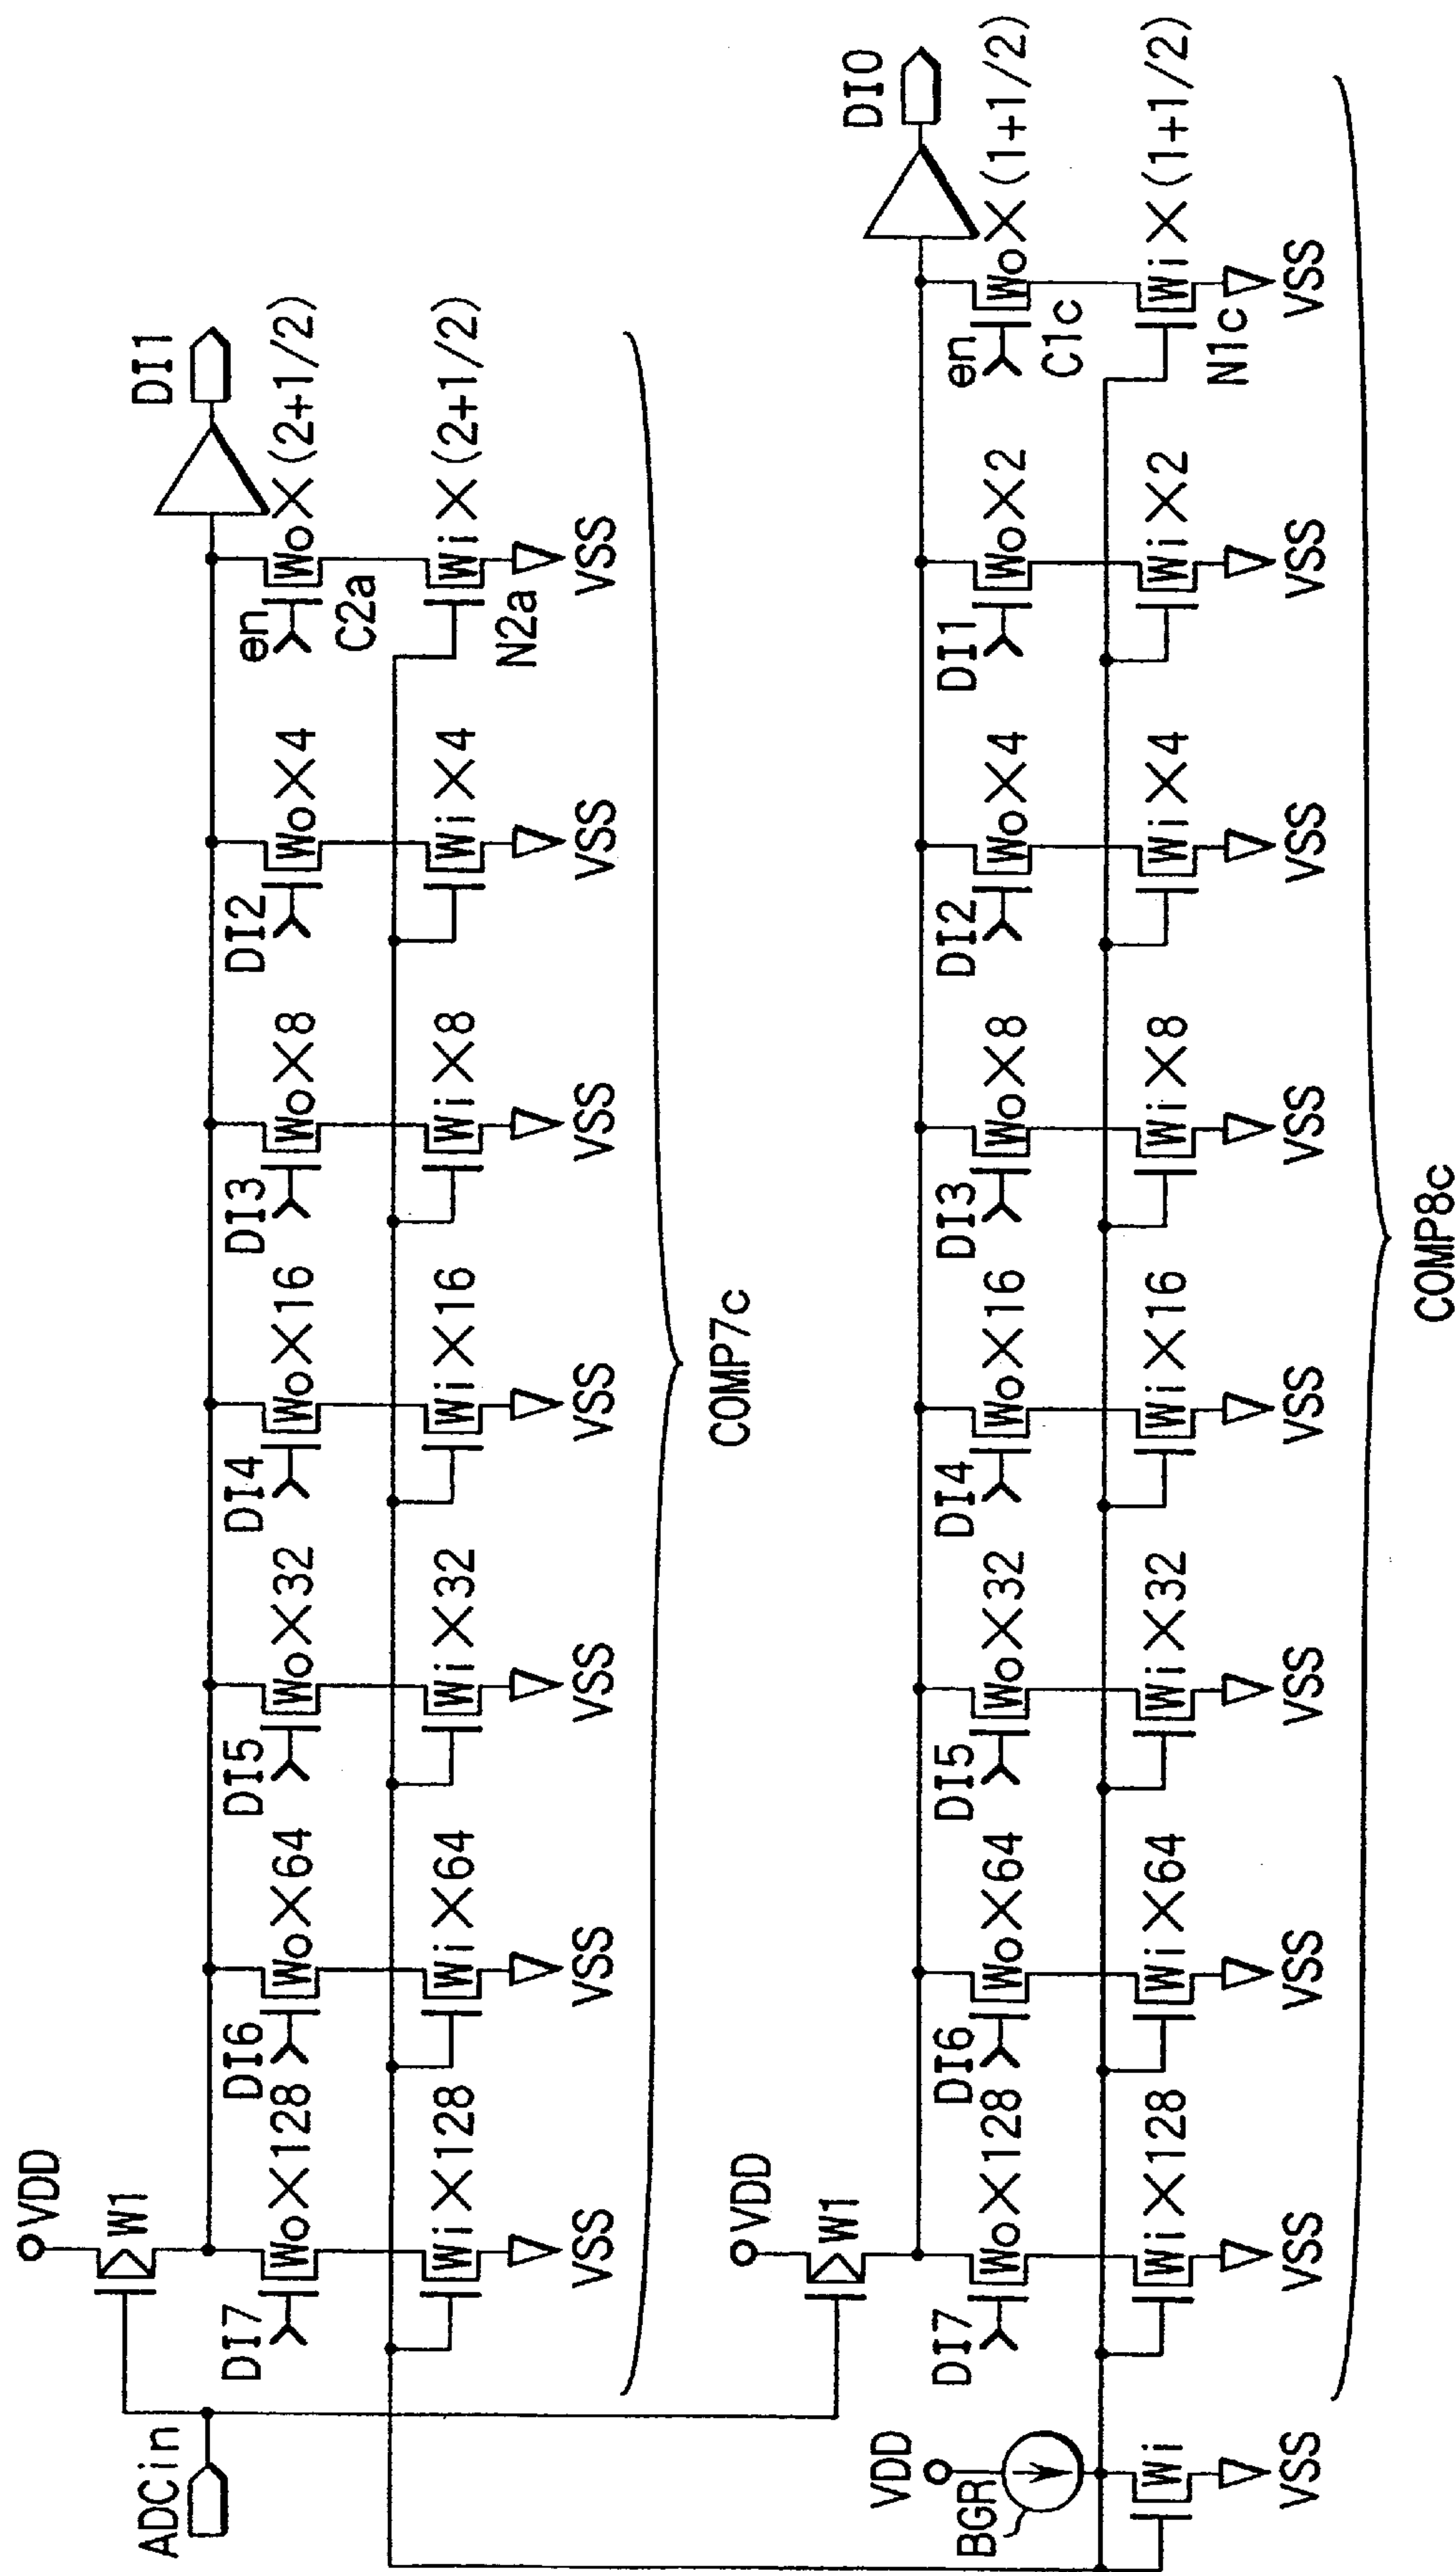 ADCin
VDD
W1
DI7
Wo×128
DI6
Wo×64
DI5
Wo×32
DI4
Wo×16
DI3
Wo×8
DI2
Wo×4
en
Wo×(2+1/2)
C2a
DI1
Wi×128
Wi×64
Wi×32
Wi×16
Wi×8
Wi×4
Wi×(2+1/2)
N2a
VSS
VSS
VSS
VSS
VSS
VSS
VSS
COMP7c
VDD
W1
DI7
Wo×128
DI6
Wo×64
DI5
Wo×32
DI4
Wo×16
DI3
Wo×8
DI2
Wo×4
DI1
Wo×2
en
Wo×(1+1/2)
C1c
DI0
VDD
BGR
Wi
Wi×128
Wi×64
Wi×32
Wi×16
Wi×8
Wi×4
Wi×2
Wi×(1+1/2)
N1c
VSS
VSS
VSS
VSS
VSS
VSS
VSS
VSS
VSS
COMP8c